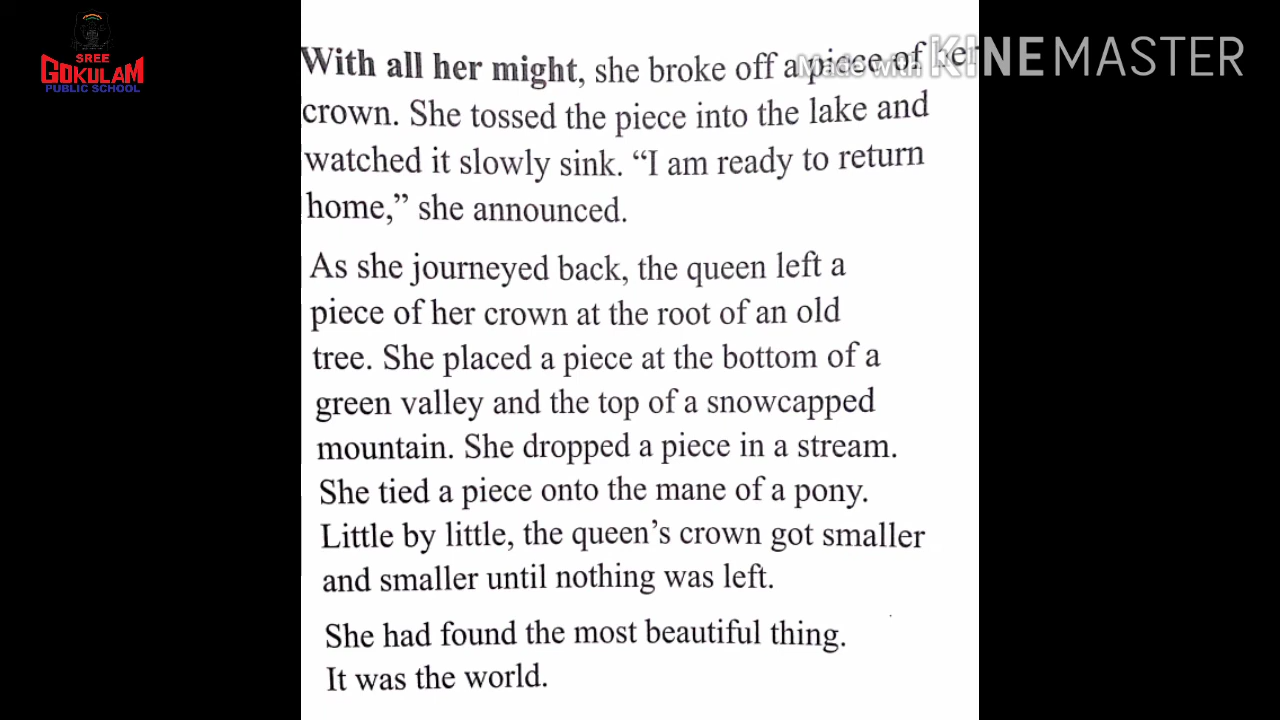 SREE
GOKULAM
PUBLIC SCHOOL
Made with KINEMASTER
With all her might, she broke off a piece of her
crown. She tossed the piece into the lake and
watched it slowly sink. “I am ready to return
home,” she announced.
As she journeyed back, the queen left a
piece of her crown at the root of an old
tree. She placed a piece at the bottom of a
green valley and the top of a snowcapped
mountain. She dropped a piece in a stream.
She tied a piece onto the mane of a pony.
Little by little, the queen’s crown got smaller
and smaller until nothing was left.
She had found the most beautiful thing.
It was the world.